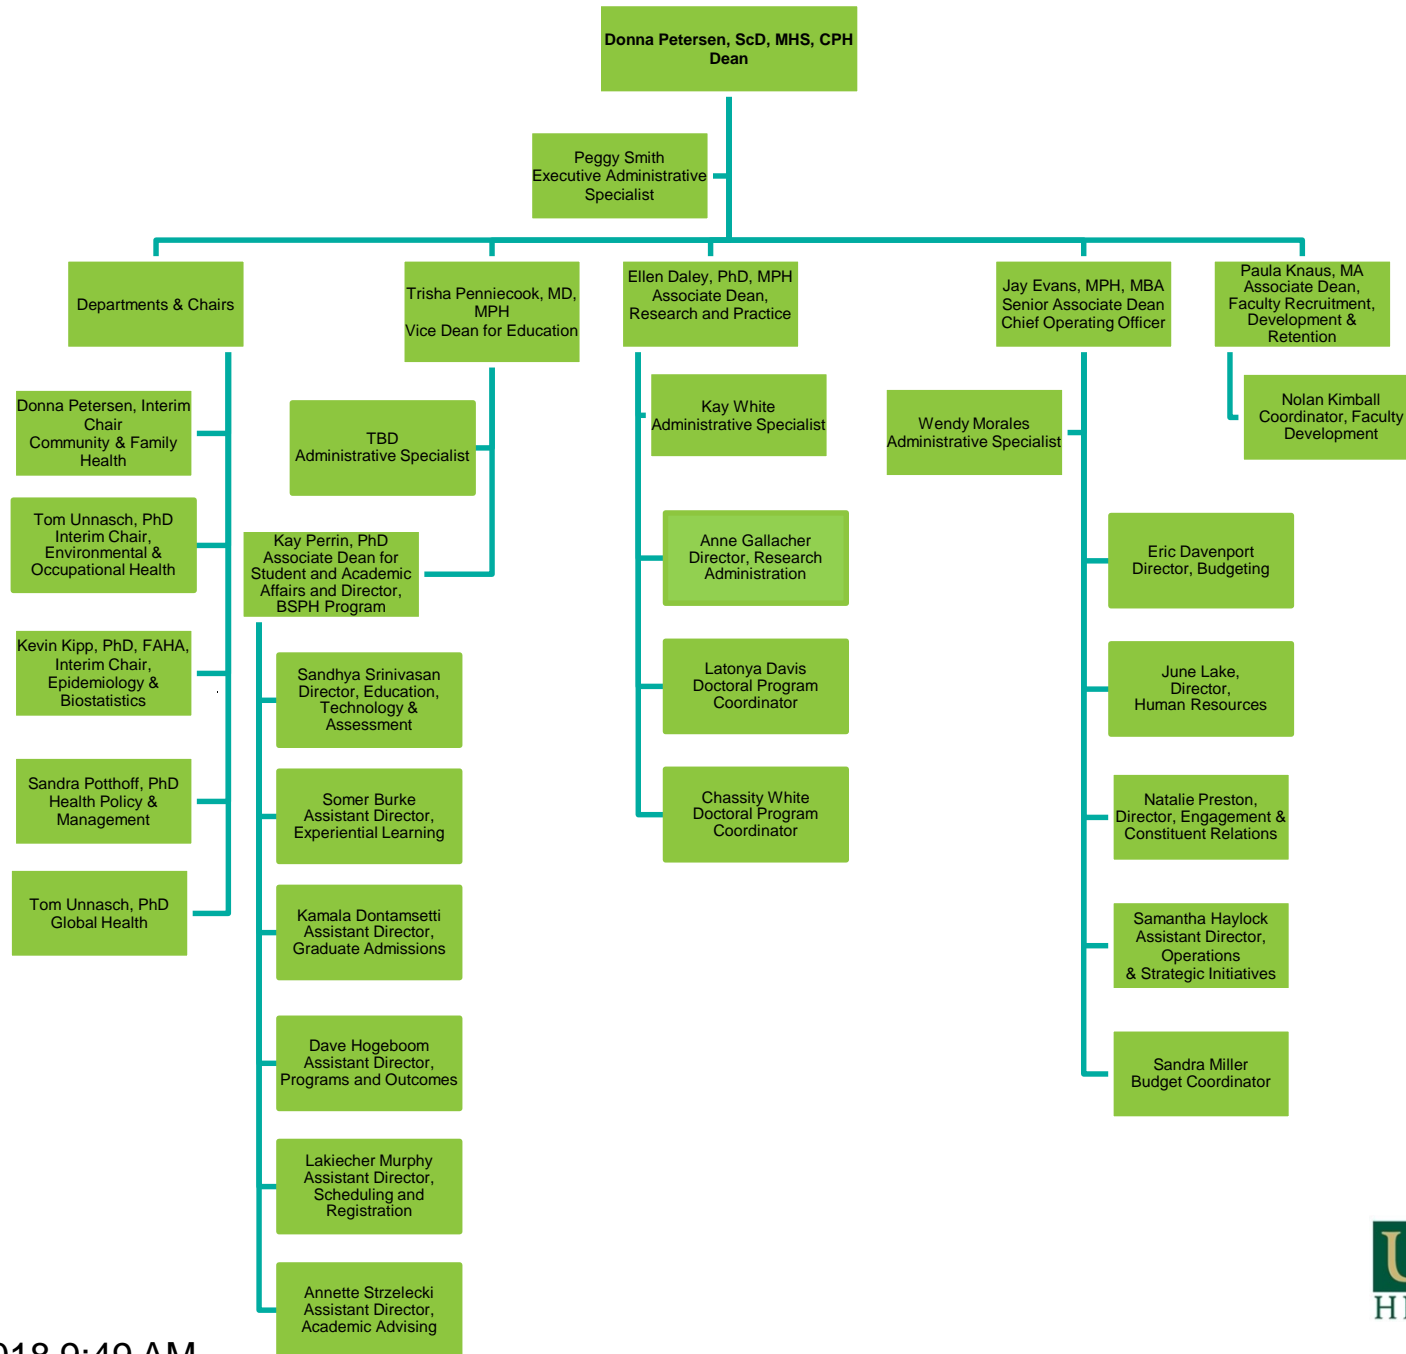 Donna Petersen, ScD, MHS, CPH
Dean
Peggy Smith
Executive Administrative
Specialist
Departments & Chairs
Trisha Penniecook, MD,
MPH
Vice Dean for Education
Ellen Daley, PhD, MPH
Associate Dean,
Research and Practice
Jay Evans, MPH, MBA
Senior Associate Dean
Chief Operating Officer
Paula Knaus, MA
Associate Dean,
Faculty Recruitment,
Development &
Retention
Donna Petersen, Interim
Chair
Community & Family
Health
Tom Unnasch, PhD
Interim Chair,
Environmental &
Occupational Health
Kevin Kipp, PhD, FAHA,
Interim Chair,
Epidemiology &
Biostatistics
Sandra Potthoff, PhD
Health Policy &
Management
Tom Unnasch, PhD
Global Health
TBD
Administrative Specialist
Kay Perrin, PhD
Associate Dean for
Student and Academic
Affairs and Director,
BSPH Program
Sandhya Srinivasan
Director, Education,
Technology &
Assessment
Somer Burke
Assistant Director,
Experiential Learning
Kamala Dontamsetti
Assistant Director,
Graduate Admissions
Dave Hogeboom
Assistant Director,
Programs and Outcomes
Lakiecher Murphy
Assistant Director,
Scheduling and
Registration
Annette Strzelecki
Assistant Director,
Academic Advising
Kay White
Administrative Specialist
Anne Gallacher
Director, Research
Administration
Latonya Davis
Doctoral Program
Coordinator
Chassity White
Doctoral Program
Coordinator
Wendy Morales
Administrative Specialist
Eric Davenport
Director, Budgeting
June Lake,
Director,
Human Resources
Natalie Preston,
Director, Engagement &
Constituent Relations
Samantha Haylock
Assistant Director,
Operations
& Strategic Initiatives
Sandra Miller
Budget Coordinator
Nolan Kimball
Coordinator, Faculty
Development
9:49 AM